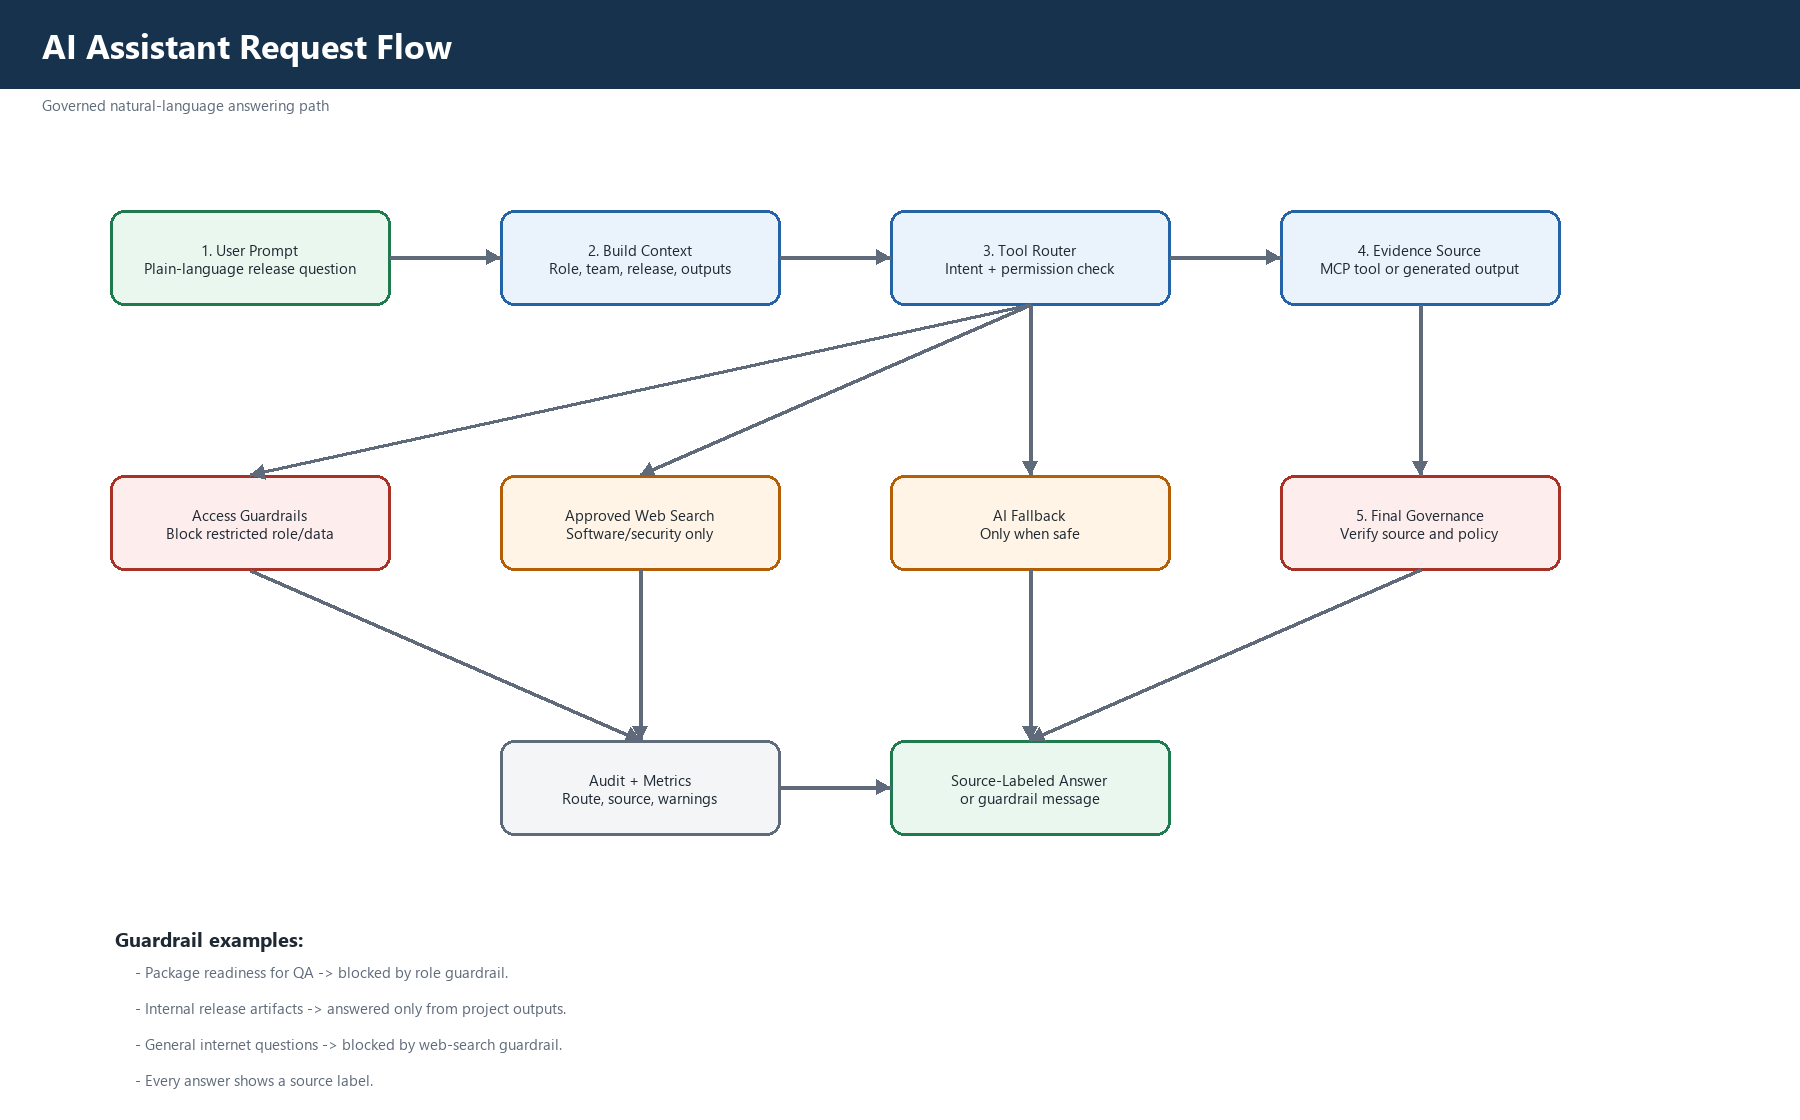 AI Assistant Request Flow
Governed natural-language answering path
1. User Prompt
Plain-language release question
2. Build Context
Role, team, release, outputs
3. Tool Router
Intent + permission check
4. Evidence Source
MCP tool or generated output
Access Guardrails
Block restricted role/data
Approved Web Search
Software/security only
AI Fallback
Only when safe
5. Final Governance
Verify source and policy
Audit + Metrics
Route, source, warnings
Source-Labeled Answer
or guardrail message
Guardrail examples:
- Package readiness for QA -> blocked by role guardrail.
- Internal release artifacts -> answered only from project outputs.
- General internet questions -> blocked by web-search guardrail.
- Every answer shows a source label.